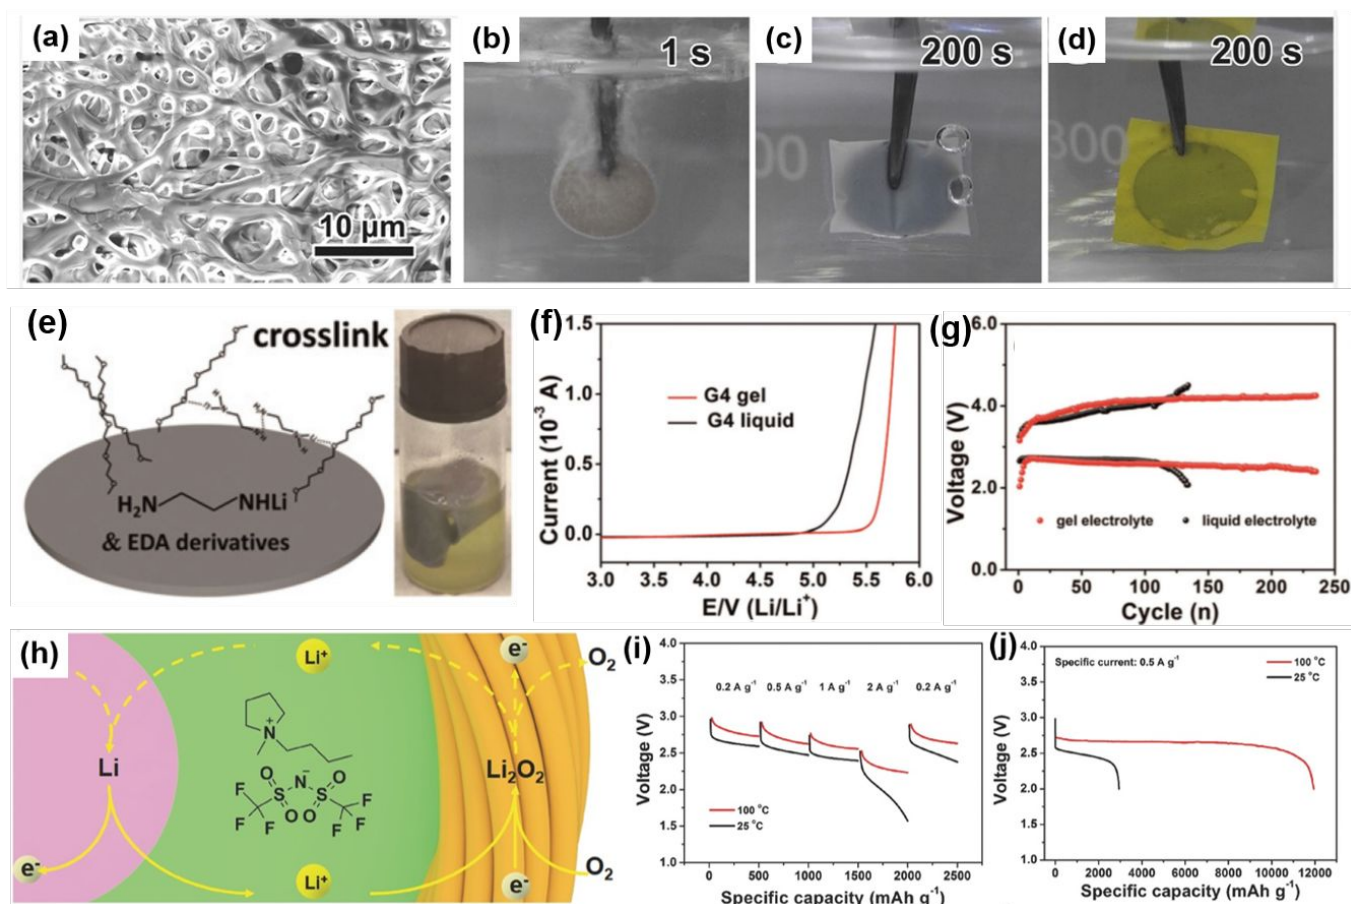 (a)
10 µm
(b)
1 s
(c)
200 s
00
(d)
200 s
800
(e)
crosslink
H₂N
NHLi
& EDA derivatives
(f)
1.5
1.0
0.5
0.0
Current (10⁻³ A)
G4 gel
G4 liquid
3.0 3.5 4.0 4.5 5.0 5.5 6.0
E/V (Li/Li⁺)
(g)
6.0
4.0
2.0
0.0
Voltage (V)
gel electrolyte
liquid electrolyte
0 50 100 150 200 250
Cycle (n)
(h)
Li⁺
e⁻
O₂
Li
N
+
Li₂O₂
O O
N⁻
F S S F
F O O F
F F
e⁻
Li⁺
e⁻
O₂
(i)
4.0
3.5
3.0
2.5
2.0
1.5
1.0
Voltage (V)
0.2 A g⁻¹ 0.5 A g⁻¹ 1 A g⁻¹ 2 A g⁻¹ 0.2 A g⁻¹
100 °C
25 °C
0 500 1000 1500 2000 2500
Specific capacity (mAh g⁻¹)
(j)
4.0
3.5
3.0
2.5
2.0
1.5
1.0
Voltage (V)
Specific current: 0.5 A g⁻¹
100 °C
25 °C
0 2000 4000 6000 8000 10000 12000
Specific capacity (mAh g⁻¹)